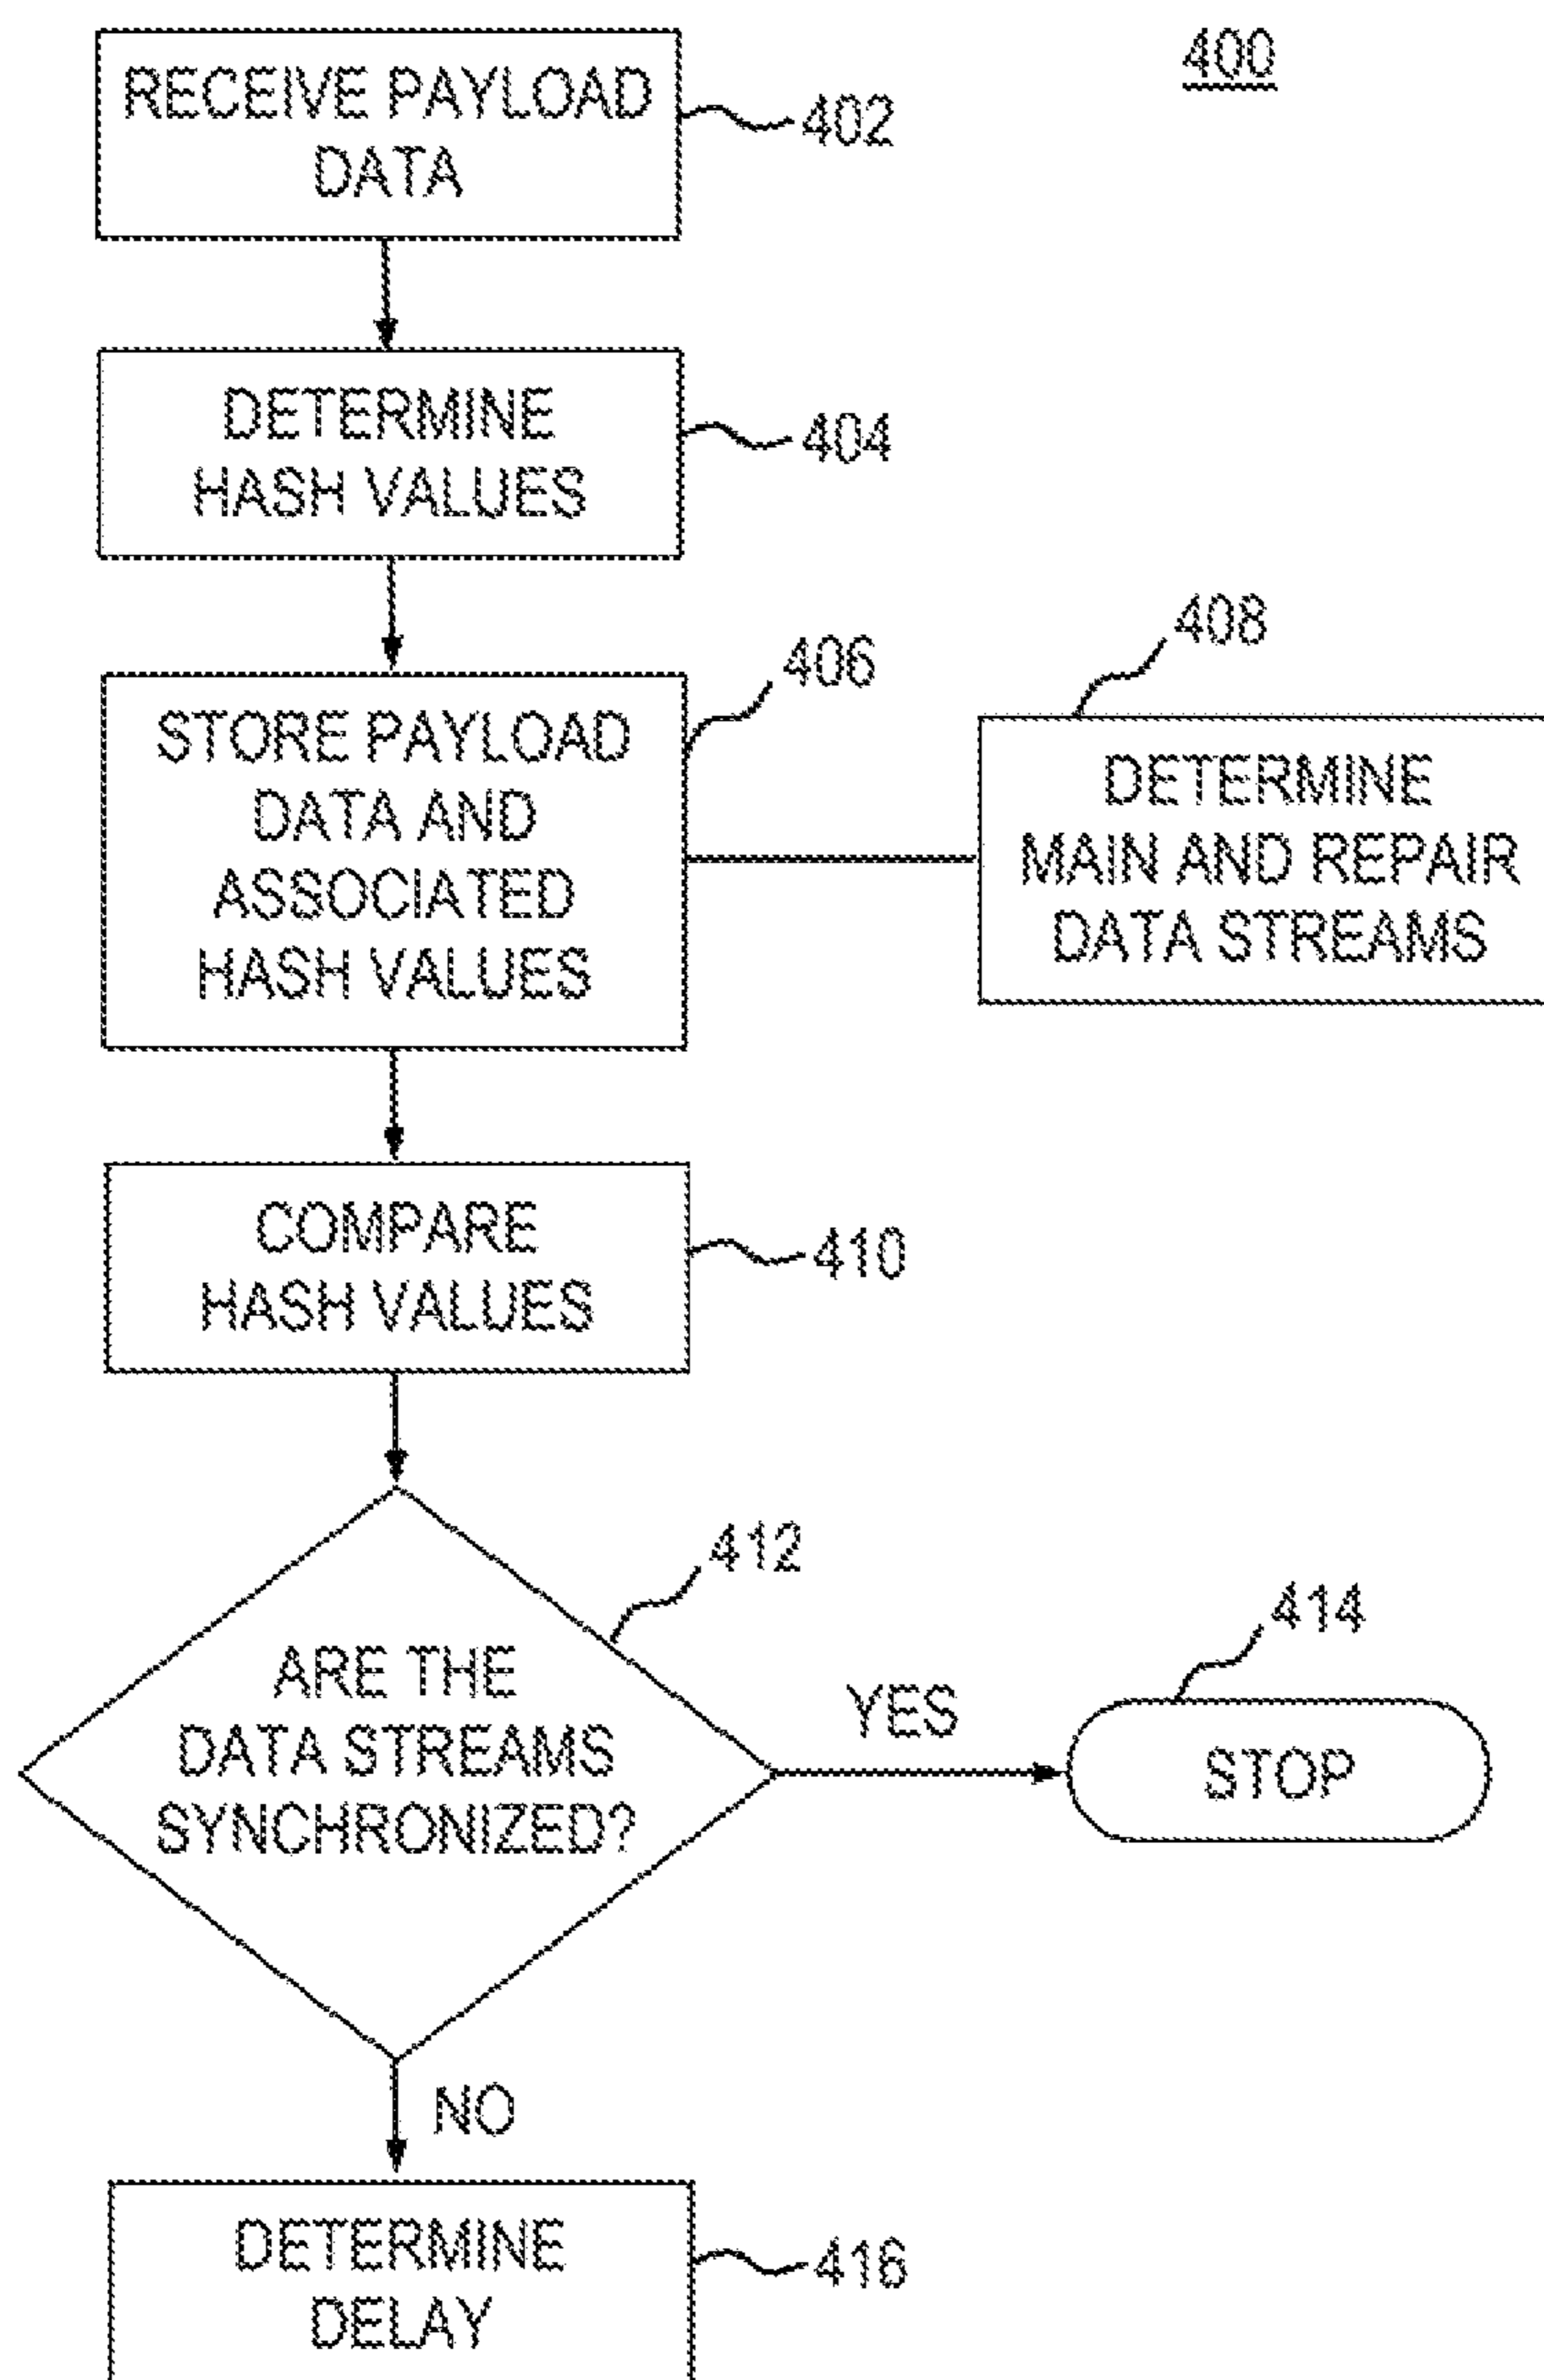 400
RECEIVE PAYLOAD
DATA
402
DETERMINE
HASH VALUES
404
STORE PAYLOAD
DATA AND
ASSOCIATED
HASH VALUES
406
408
DETERMINE
MAIN AND REPAIR
DATA STREAMS
COMPARE
HASH VALUES
410
412
ARE THE
DATA STREAMS
SYNCHRONIZED?
YES
414
STOP
NO
DETERMINE
DELAY
416